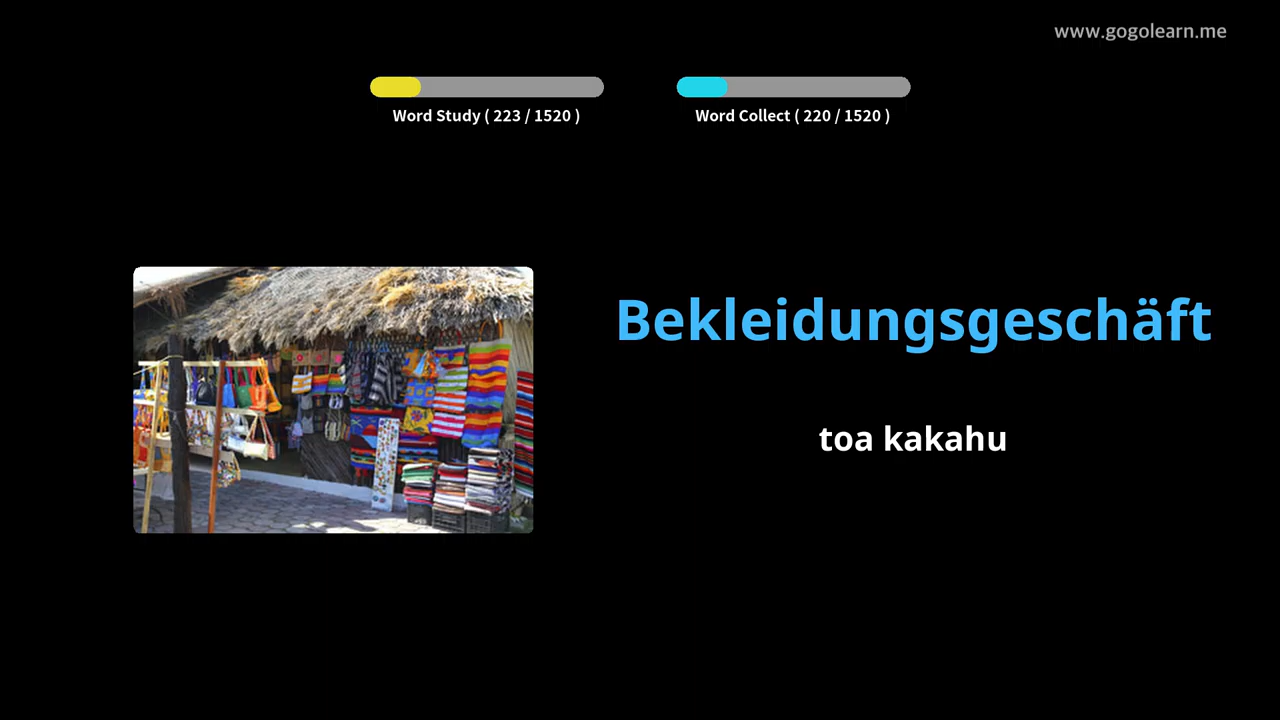 www.gogolearn.me
Word Study ( 223 / 1520 )
Word Collect ( 220 / 1520 )
Bekleidungsgeschäft
toa kakahu